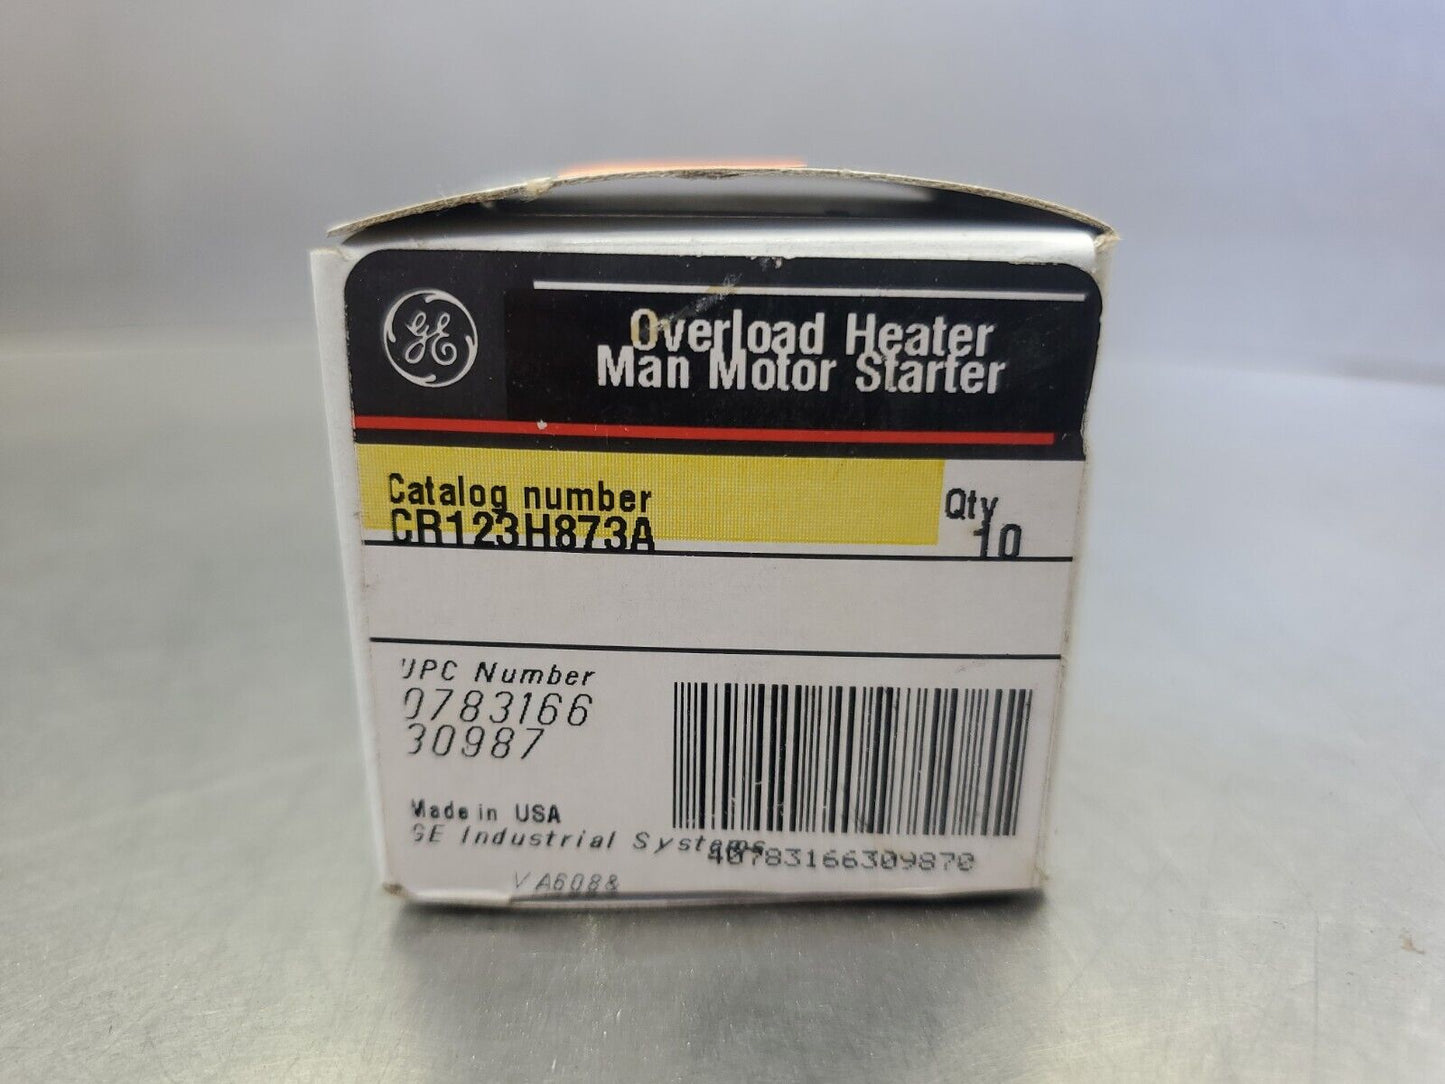 GE
Overload Heater
Man Motor Starter
Catalog number
CR123H873A
Qty
10
UPC Number
0783166
30987
Made in USA
GE Industrial Systems
40783166309870